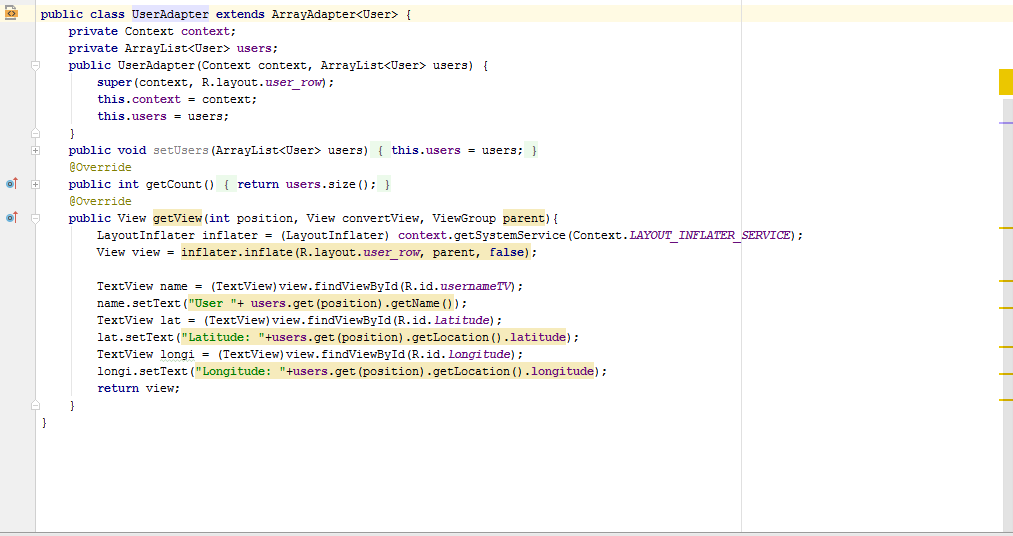 public class UserAdapter extends ArrayAdapter<User> {
    private Context context;
    private ArrayList<User> users;
    public UserAdapter(Context context, ArrayList<User> users) {
        super(context, R.layout.user_row);
        this.context = context;
        this.users = users;
    }
    public void setUsers(ArrayList<User> users) { this.users = users; }
    @Override
    public int getCount() { return users.size(); }
    @Override
    public View getView(int position, View convertView, ViewGroup parent){
        LayoutInflater inflater = (LayoutInflater) context.getSystemService(Context.LAYOUT_INFLATER_SERVICE);
        View view = inflater.inflate(R.layout.user_row, parent, false);

        TextView name = (TextView)view.findViewById(R.id.usernameTV);
        name.setText("User "+ users.get(position).getName());
        TextView lat = (TextView)view.findViewById(R.id.latitude);
        lat.setText("Latitude: "+users.get(position).getLocation().latitude);
        TextView longi = (TextView)view.findViewById(R.id.longitude);
        longi.setText("Longitude: "+users.get(position).getLocation().longitude);
        return view;
    }
}